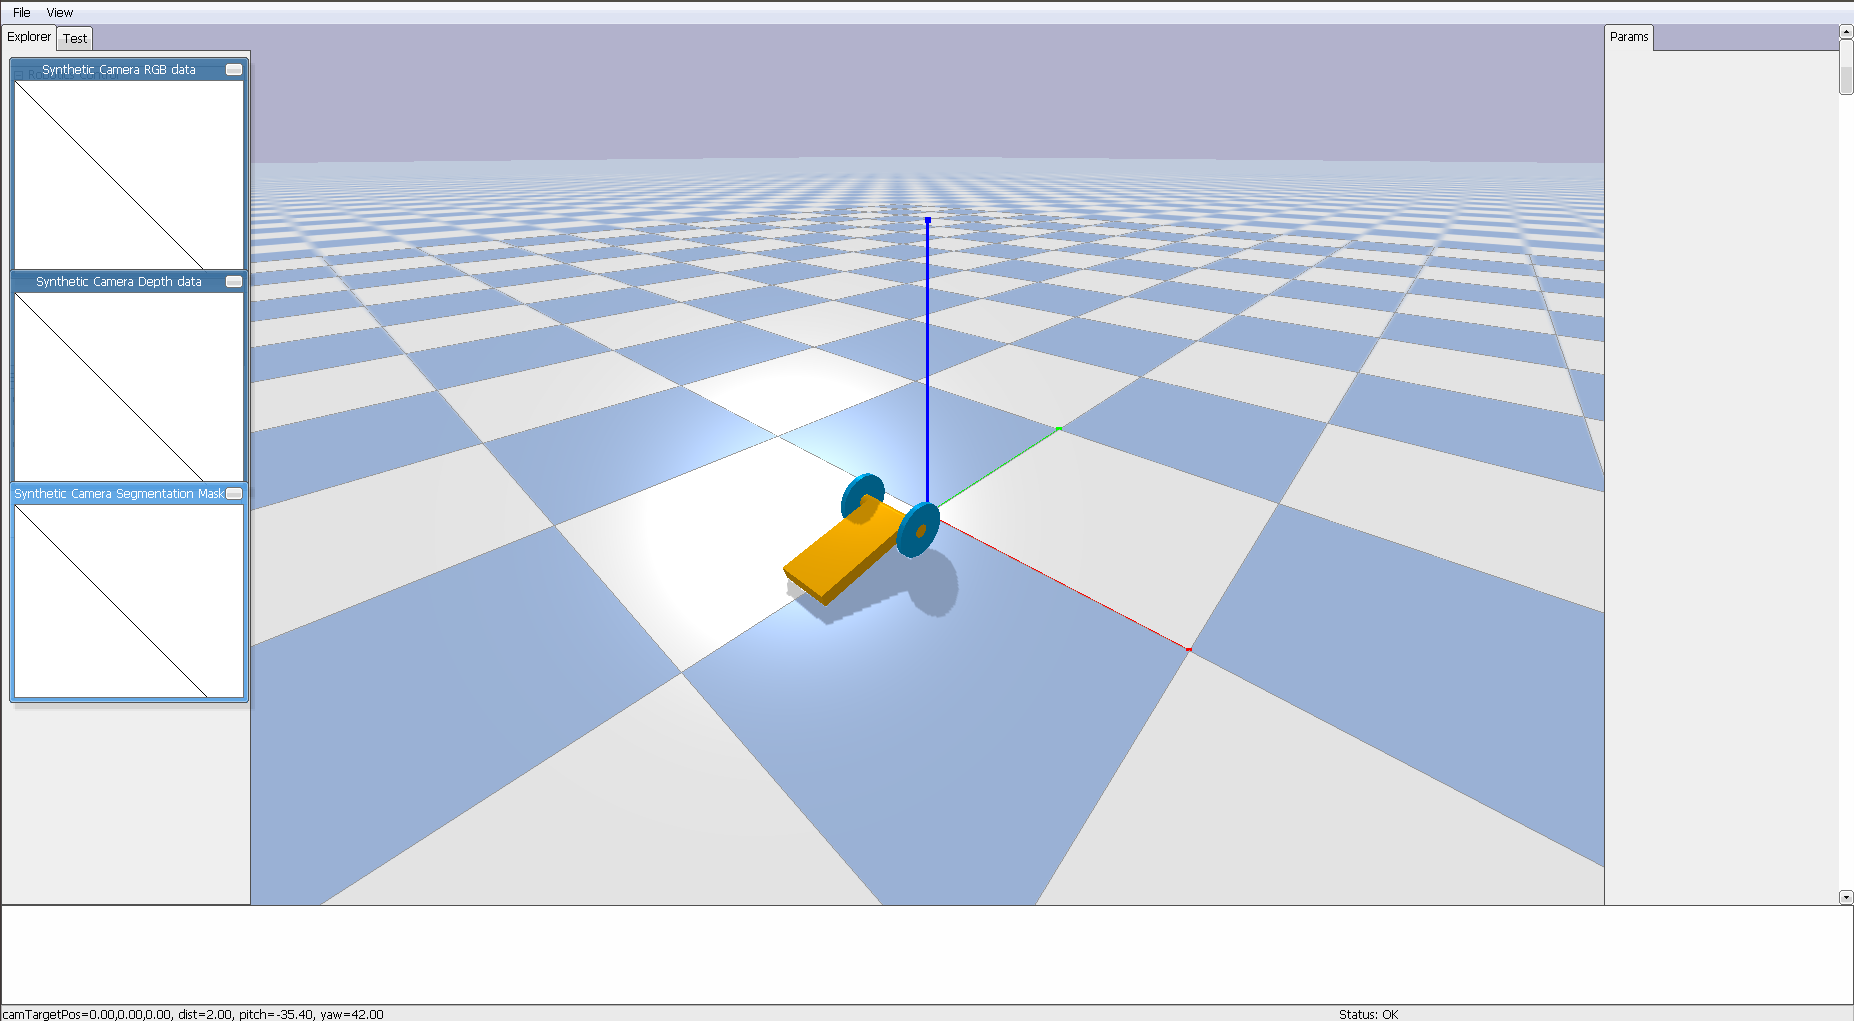 File View
Explorer Test
Params
Synthetic Camera RGB data
Synthetic Camera Depth data
Synthetic Camera Segmentation Mask
camTargetPos=0.00,0.00,0.00, dist=2.00, pitch=-35.40, yaw=42.00
Status: OK